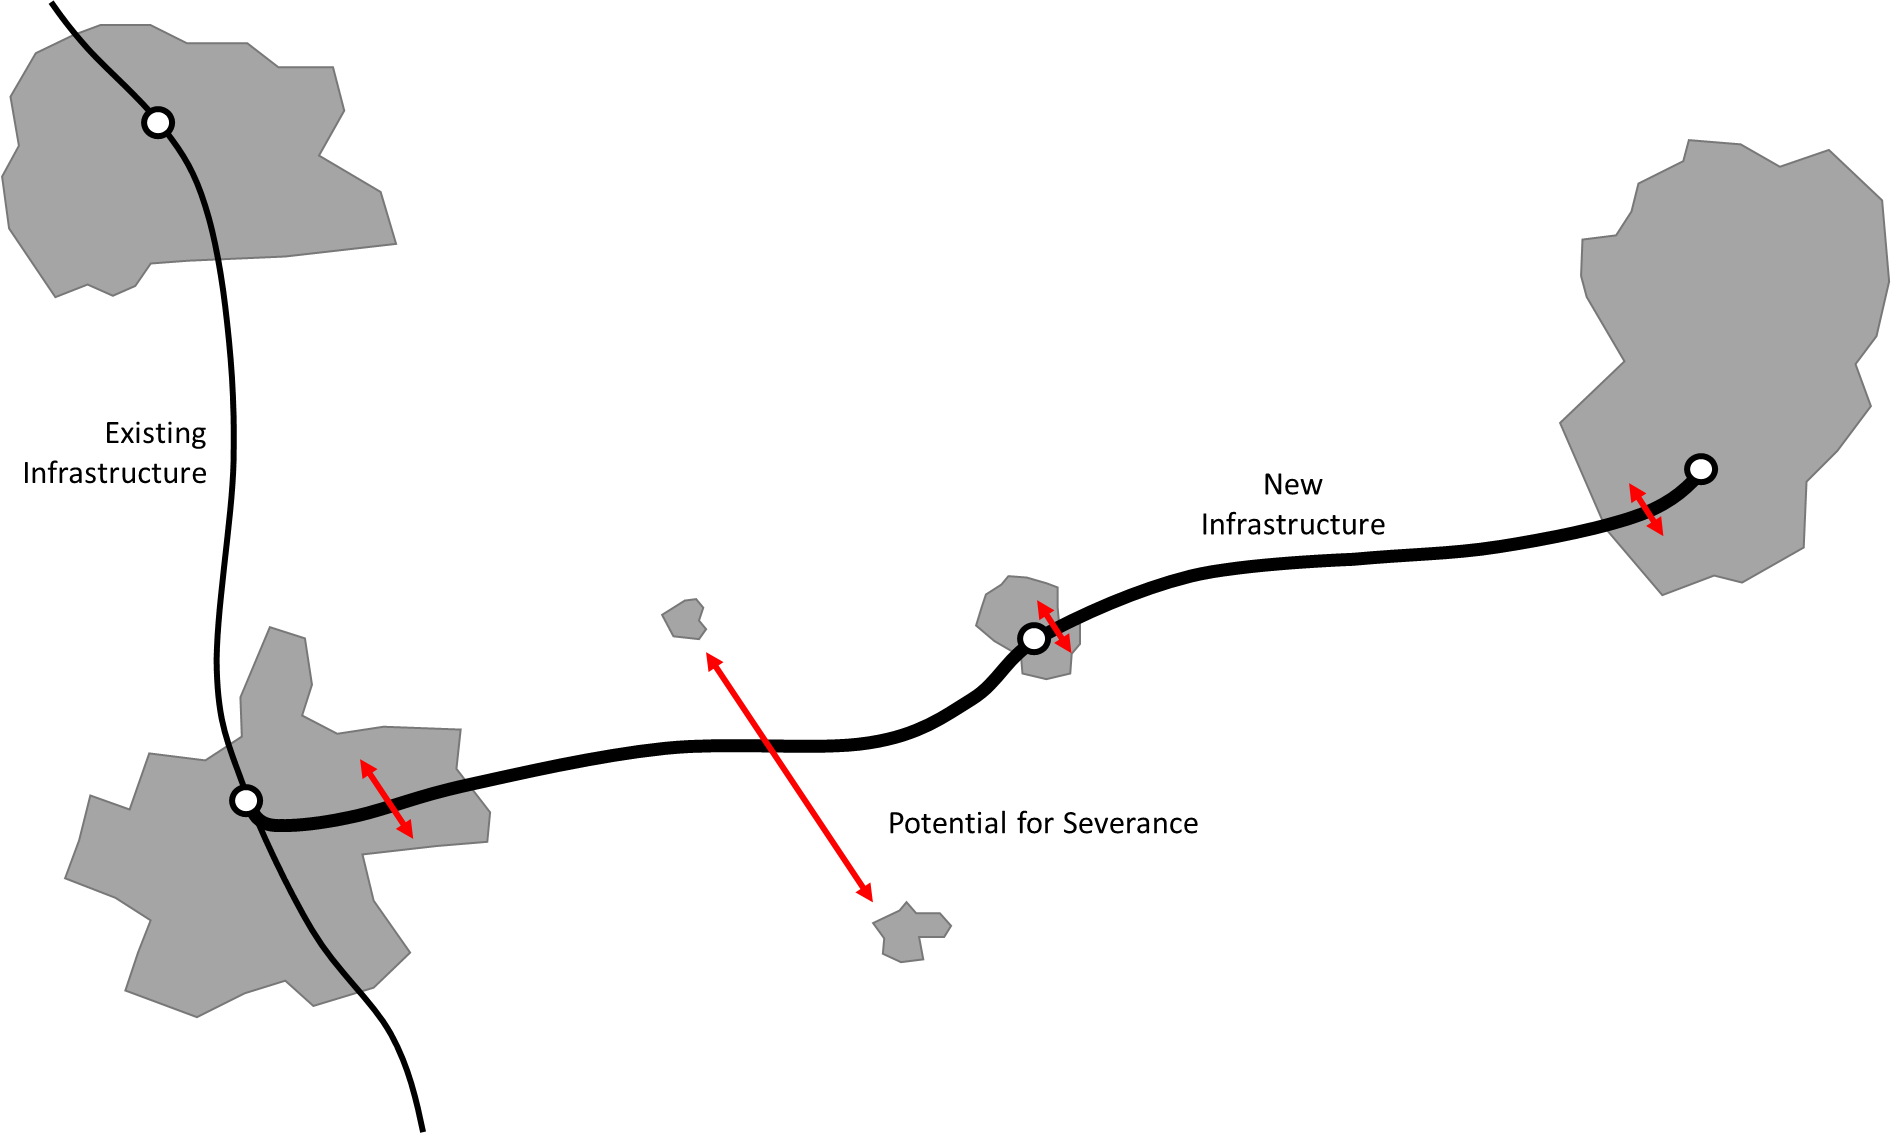 Existing
Infrastructure
New
Infrastructure
Potential for Severance